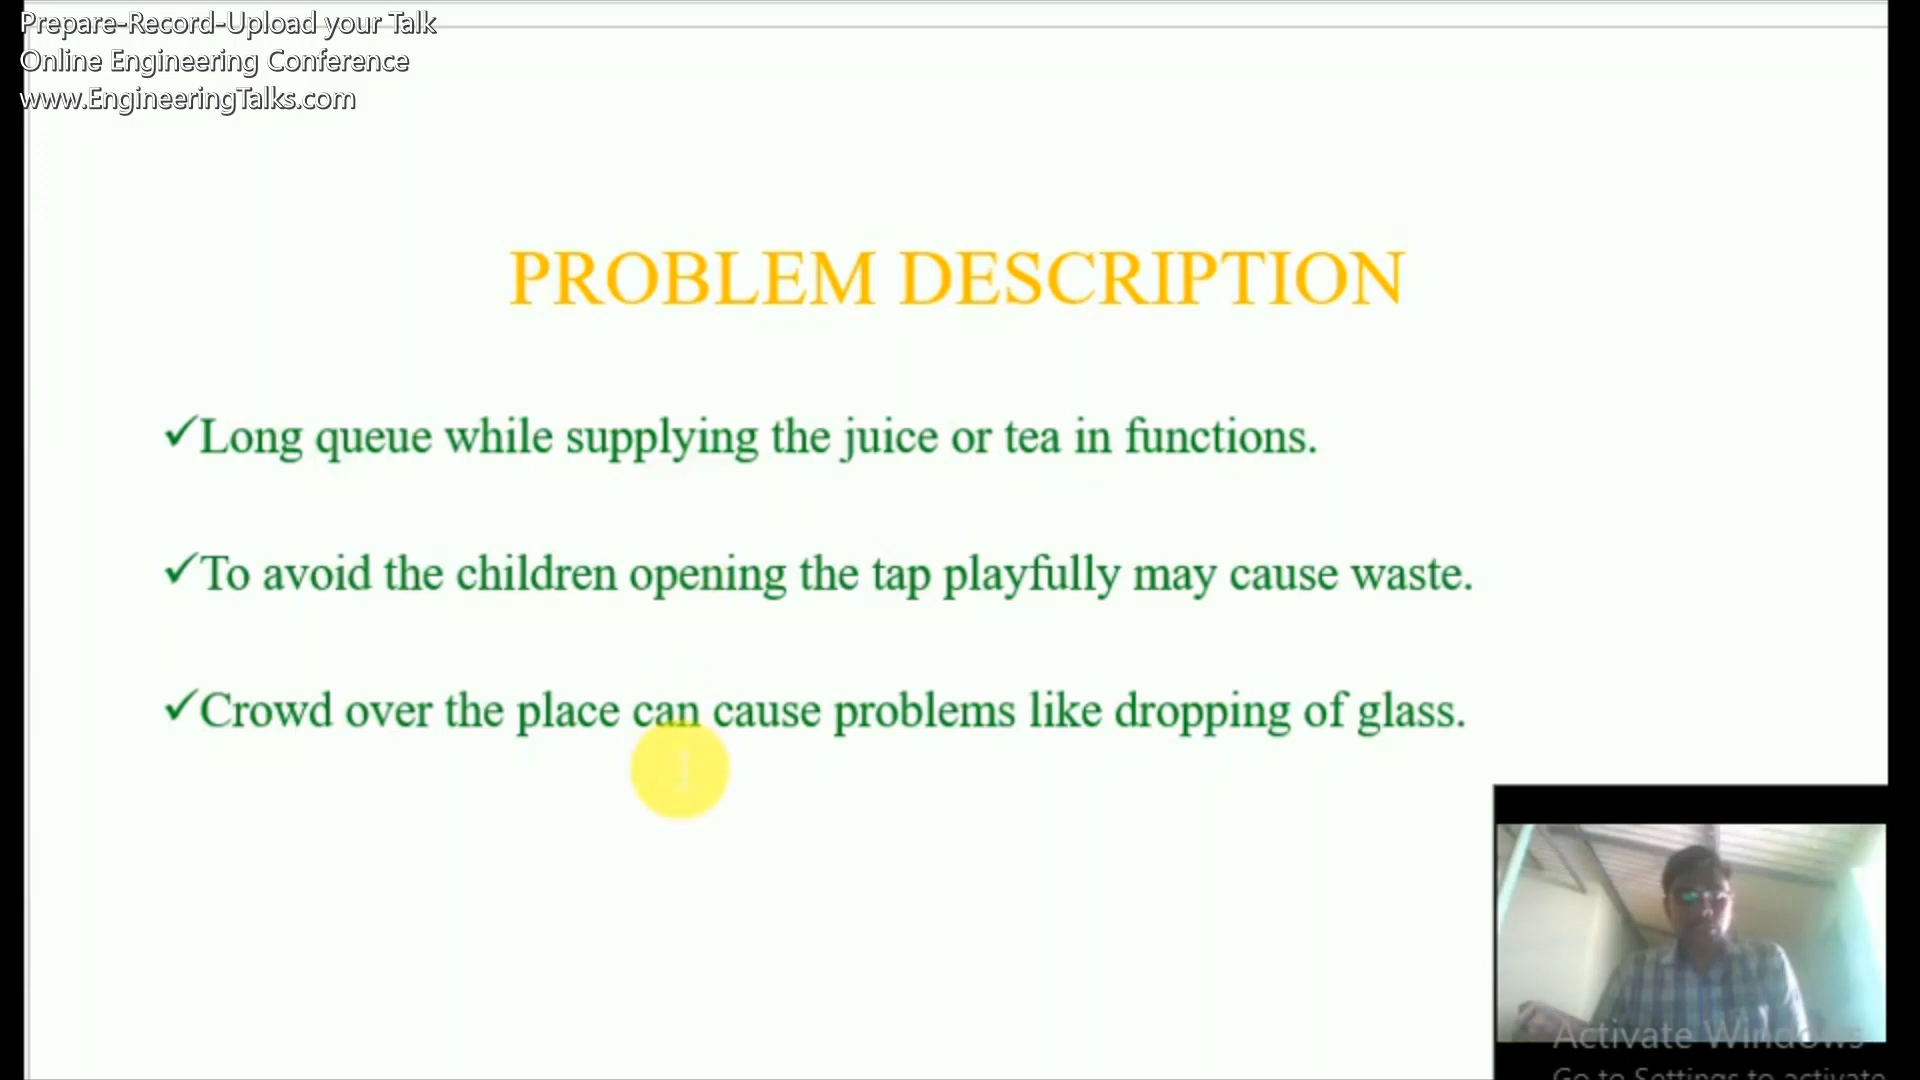 Prepare-Record-Upload your Talk
Online Engineering Conference
www.EngineeringTalks.com
PROBLEM DESCRIPTION
✓Long queue while supplying the juice or tea in functions.
✓To avoid the children opening the tap playfully may cause waste.
✓Crowd over the place can cause problems like dropping of glass.
Activate Windows
Go to Settings to activate